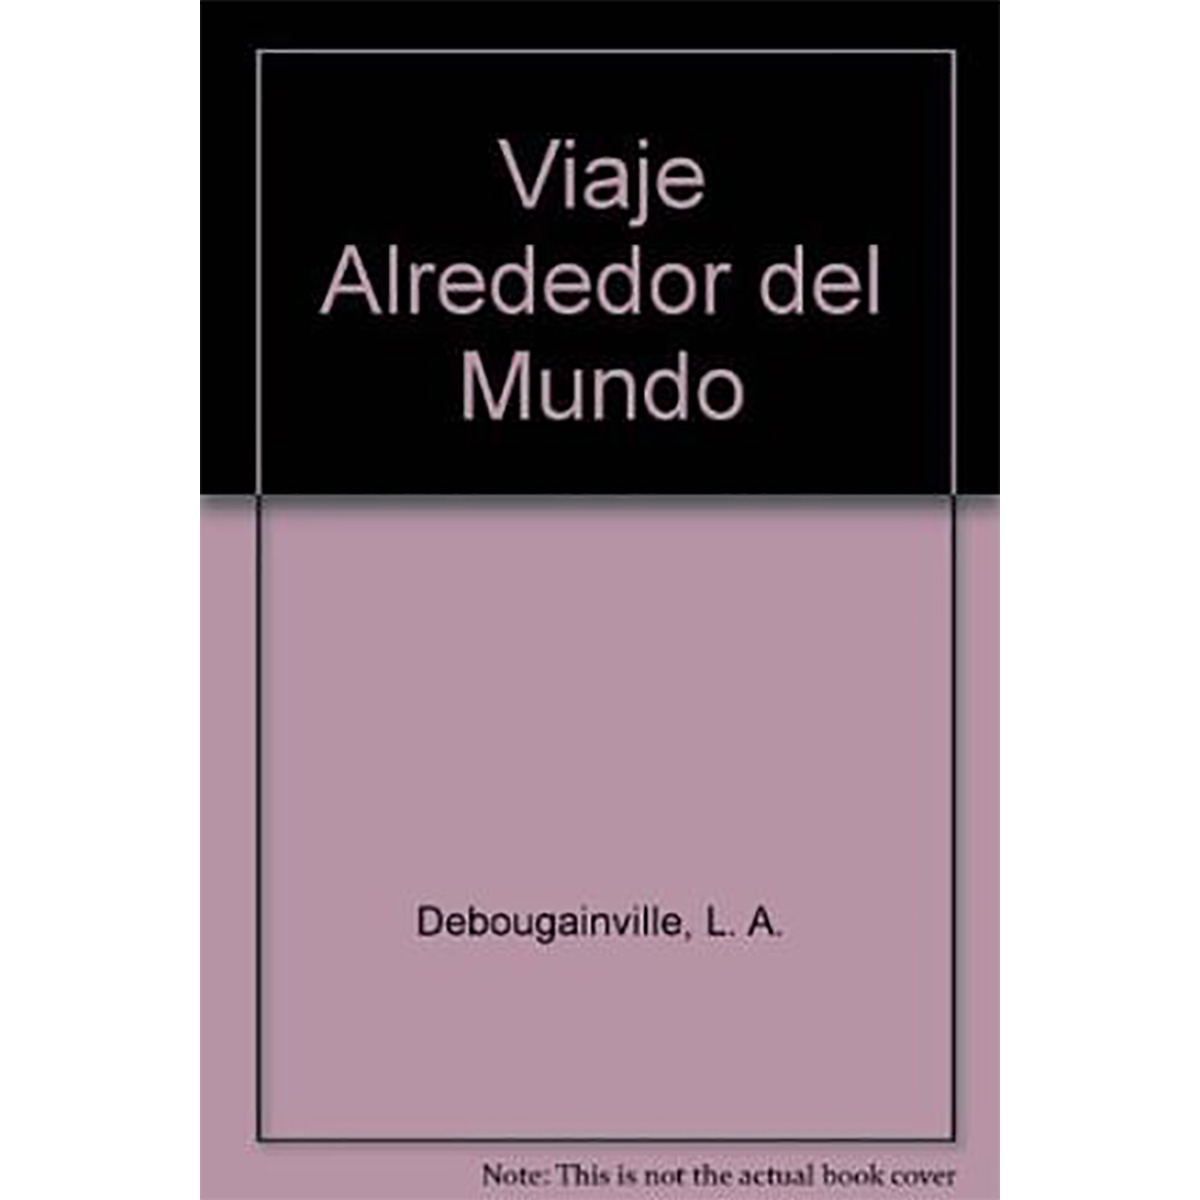 Viaje
Alrededor del
Mundo
Debougainville, L. A.
Note: This is not the actual book cover